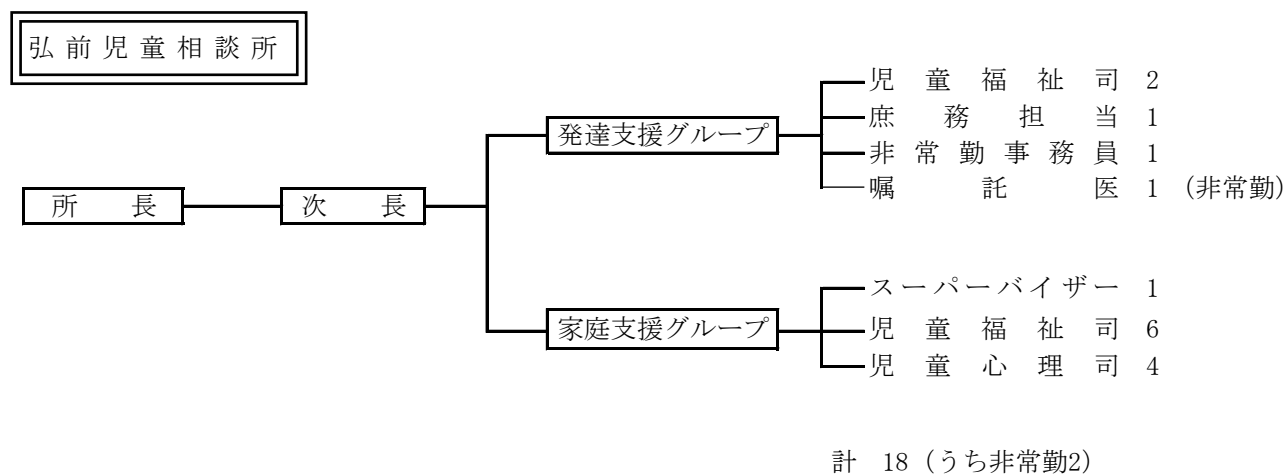 弘前児童相談所
所　長
次　長
発達支援グループ
児童福祉司 2
庶務担当 1
非常勤事務員 1
嘱託医 1 (非常勤)
家庭支援グループ
スーパーバイザー 1
児童福祉司 6
児童心理司 4
計 18 (うち非常勤2)